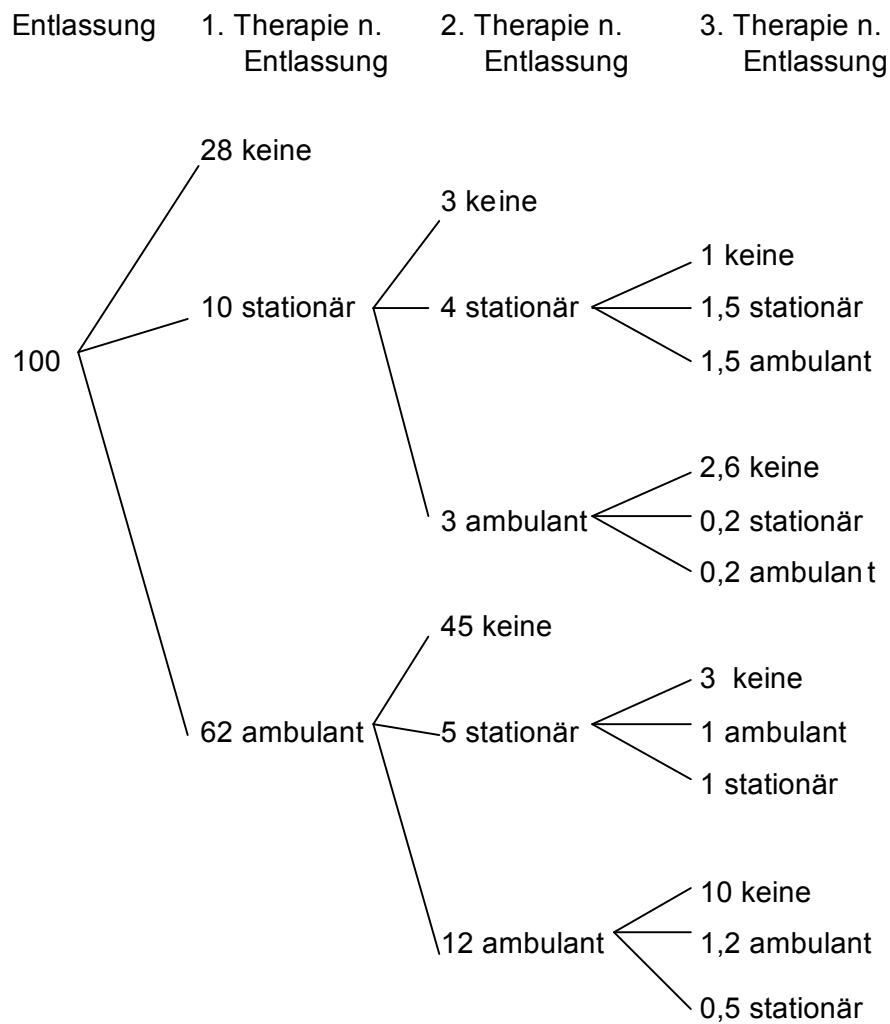 Entlassung 1. Therapie n. 2. Therapie n. 3. Therapie n.
Entlassung Entlassung Entlassung
28 keine
3 keine
1 keine
10 stationär 4 stationär 1,5 stationär
100 1,5 ambulant
2,6 keine
3 ambulant 0,2 stationär
0,2 ambulant
45 keine
3 keine
62 ambulant 5 stationär 1 ambulant
1 stationär
10 keine
12 ambulant 1,2 ambulant
0,5 stationär